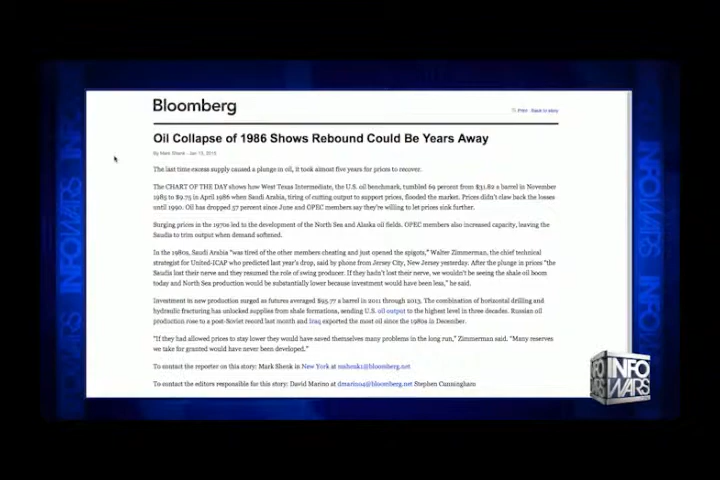 Bloomberg
Print Back to story
Oil Collapse of 1986 Shows Rebound Could Be Years Away
By Mark Shenk - Jan 13, 2015
The last time excess supply caused a plunge in oil, it took almost five years for prices to recover.
The CHART OF THE DAY shows how West Texas Intermediate, the U.S. oil benchmark, tumbled 69 percent from $31.82 a barrel in November
1985 to $9.75 in April 1986 when Saudi Arabia, tiring of cutting output to support prices, flooded the market. Prices didn't claw back the losses
until 1990. Oil has dropped 57 percent since June and OPEC members say they're willing to let prices sink further.
Surging prices in the 1970s led to the development of the North Sea and Alaska oil fields. OPEC members also increased capacity, leaving the
Saudis to trim output when demand softened.
In the 1980s, Saudi Arabia "was tired of the other members cheating and just opened the spigots," Walter Zimmerman, the chief technical
strategist for United-ICAP who predicted last year's drop, said by phone from Jersey City, New Jersey yesterday. After the plunge in prices "the
Saudis lost their nerve and they resumed the role of swing producer. If they hadn't lost their nerve, we wouldn't be seeing the shale oil boom
today and North Sea production would be substantially lower because investment would have been less," he said.
Investment in new production surged as futures averaged $95.77 a barrel in 2011 through 2013. The combination of horizontal drilling and
hydraulic fracturing has unlocked supplies from shale formations, sending U.S. oil output to the highest level in three decades. Russian oil
production rose to a post-Soviet record last month and Iraq exported the most oil since the 1980s in December.
"If they had allowed prices to stay lower they would have saved themselves many problems in the long run," Zimmerman said. "Many reserves
we take for granted would have never been developed."
To contact the reporter on this story: Mark Shenk in New York at mshenk1@bloomberg.net
To contact the editors responsible for this story: David Marino at dmarino4@bloomberg.net Stephen Cunningham
INFO
WARS
INFOWARS
INFOWARS